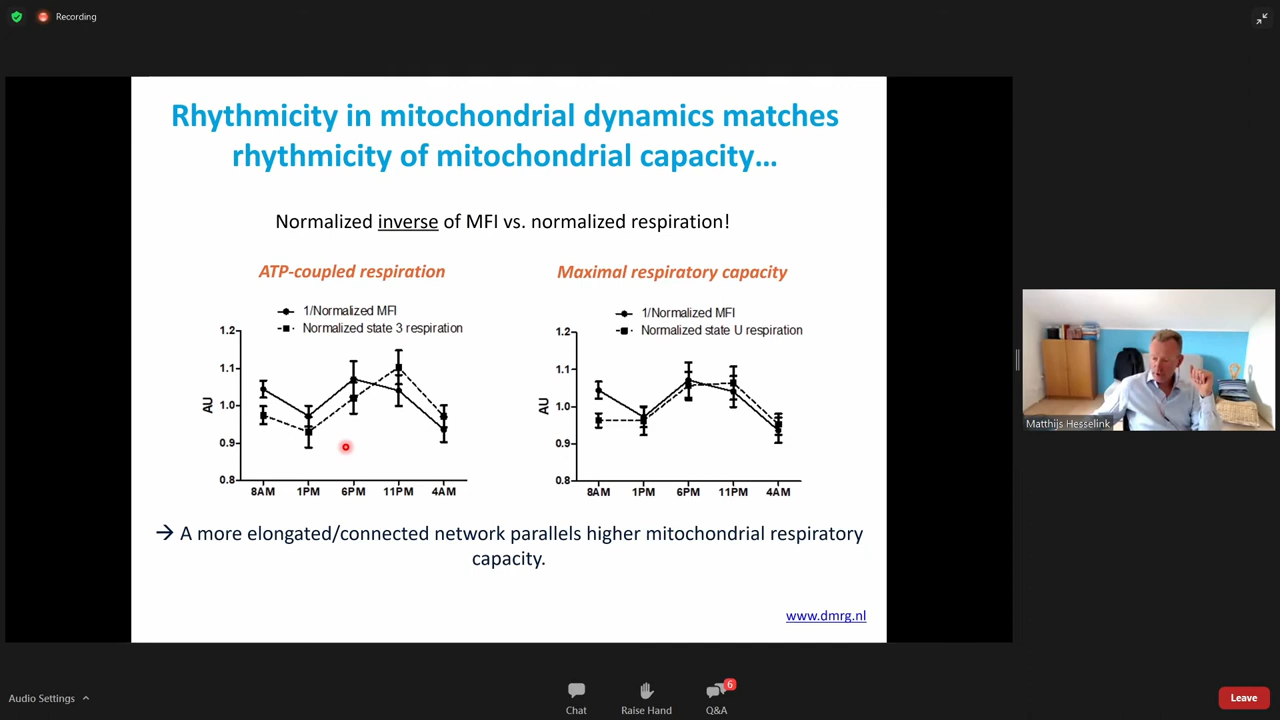 Recording
Rhythmicity in mitochondrial dynamics matches
rhythmicity of mitochondrial capacity…
Normalized inverse of MFI vs. normalized respiration!
ATP-coupled respiration
1/Normalized MFI
Normalized state 3 respiration
1.2
1.1
1.0
0.9
0.8
AU
8AM 1PM 6PM 11PM 4AM
Maximal respiratory capacity
1/Normalized MFI
Normalized state U respiration
1.2
1.1
1.0
0.9
0.8
AU
8AM 1PM 6PM 11PM 4AM
→ A more elongated/connected network parallels higher mitochondrial respiratory
capacity.
www.dmrg.nl
Matthijs Hesselink
Audio Settings
Chat
Raise Hand
6
Q&A
Leave